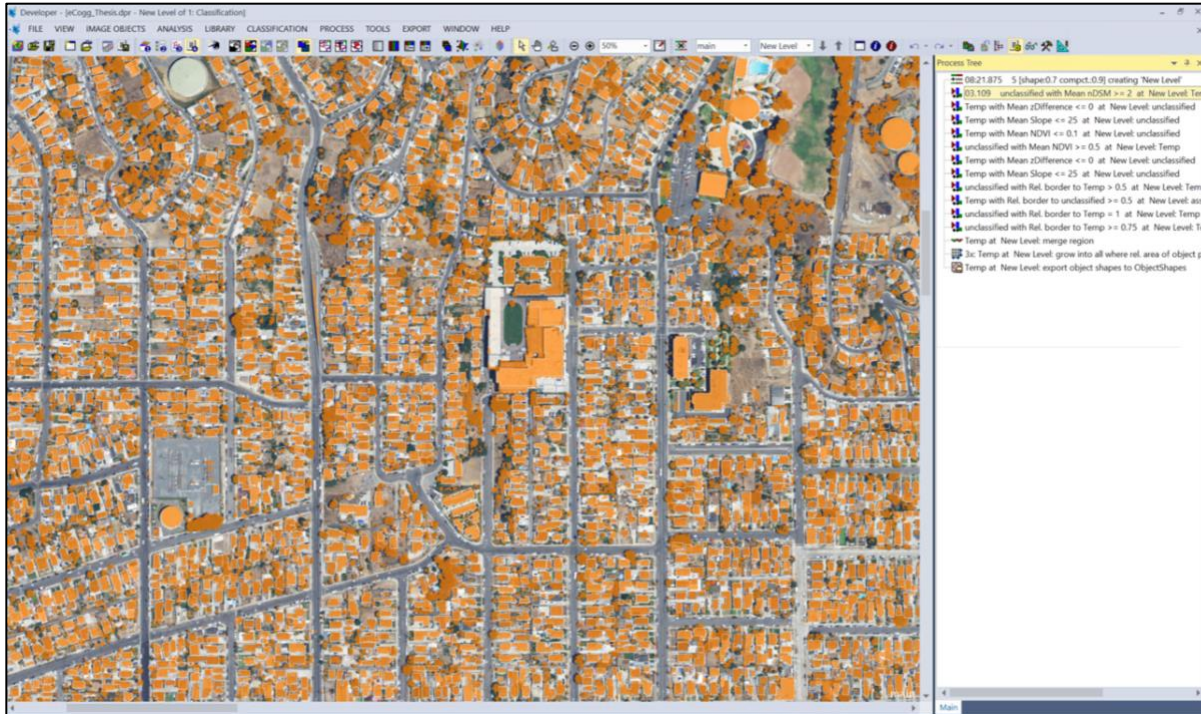 Developer - [eCogg_Thesis.dpr - New Level of 1: Classification]
FILE VIEW IMAGE OBJECTS ANALYSIS LIBRARY CLASSIFICATION PROCESS TOOLS EXPORT WINDOW HELP
50% main New Level
Process Tree
08:21.875 5 [shape:0.7 compct.:0.9] creating 'New Level'
03.109 unclassified with Mean nDSM >= 2 at New Level: Ter
Temp with Mean zDifference <= 0 at New Level: unclassified
Temp with Mean Slope <= 25 at New Level: unclassified
Temp with Mean NDVI <= 0.1 at New Level: unclassified
unclassified with Mean NDVI >= 0.5 at New Level: Temp
Temp with Mean zDifference <= 0 at New Level: unclassified
Temp with Mean Slope <= 25 at New Level: unclassified
unclassified with Rel. border to Temp > 0.5 at New Level: Tem
Temp with Rel. border to unclassified >= 0.5 at New Level: ass
unclassified with Rel. border to Temp = 1 at New Level: Temp
unclassified with Rel. border to Temp >= 0.75 at New Level: T
Temp at New Level: merge region
3x: Temp at New Level: grow into all where rel. area of object p
Temp at New Level: export object shapes to ObjectShapes
Main